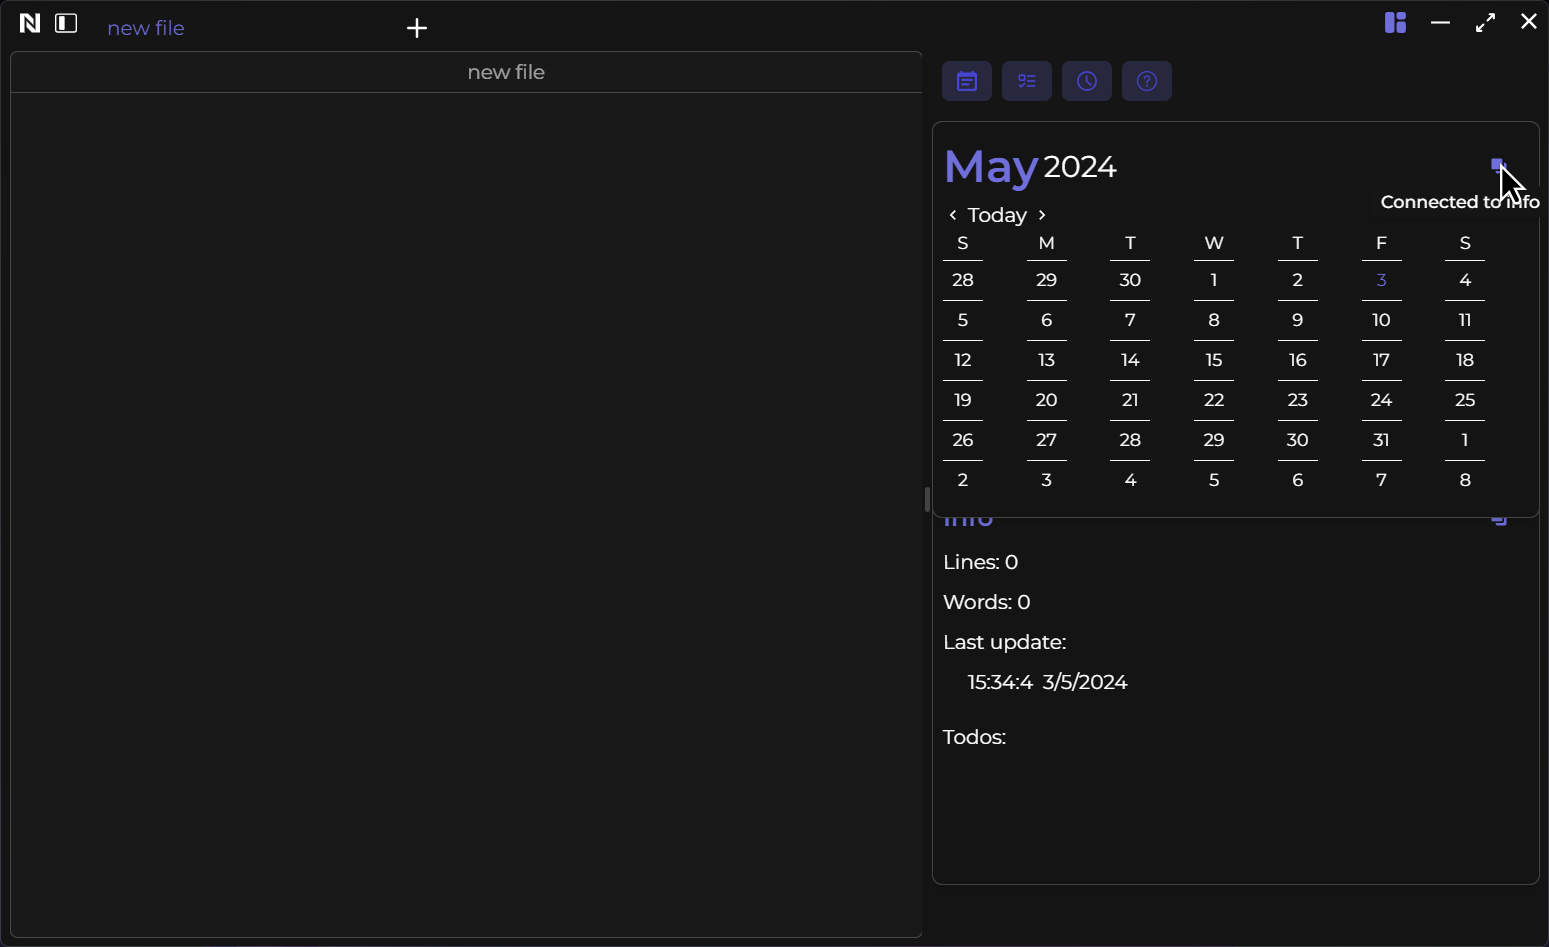 new file
new file
May 2024
Connected to info
Today
S M T W T F S
28 29 30 1 2 3 4
5 6 7 8 9 10 11
12 13 14 15 16 17 18
19 20 21 22 23 24 25
26 27 28 29 30 31 1
2 3 4 5 6 7 8
Info
Lines: 0
Words: 0
Last update:
15:34:4 3/5/2024
Todos: